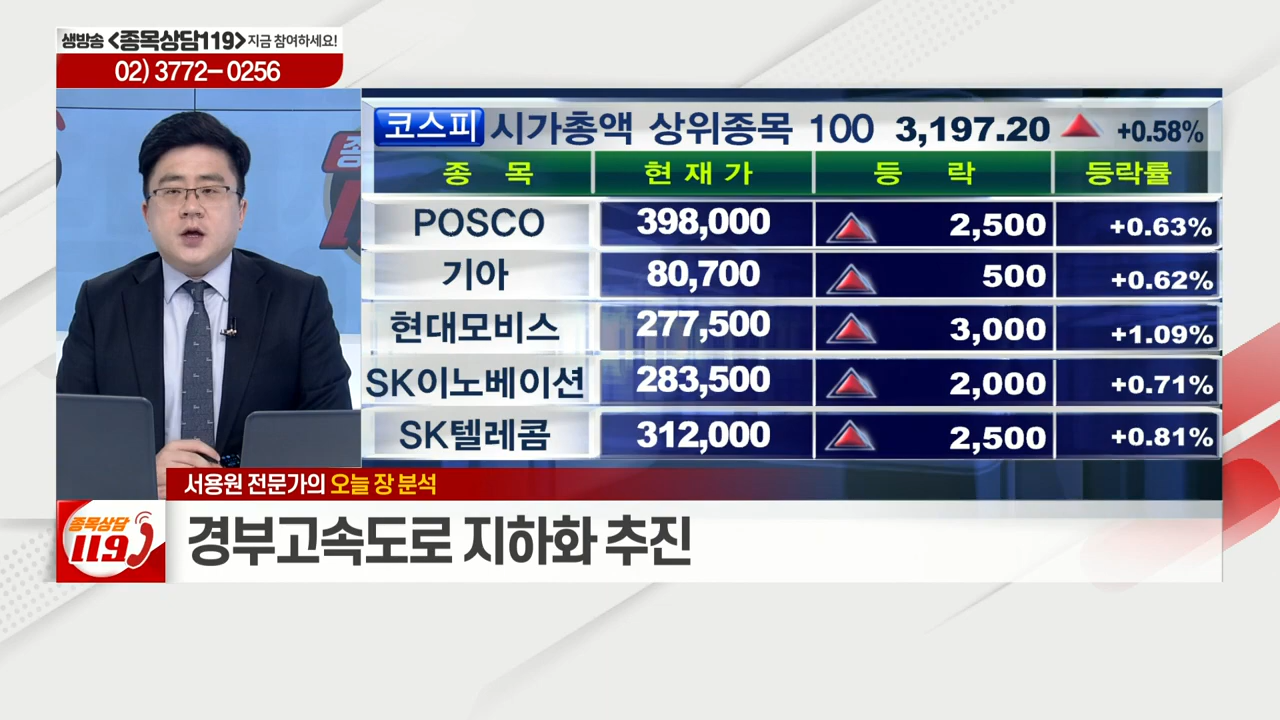 생방송 <종목상담119> 지금 참여하세요!
02) 3772-0256
코스피 시가총액 상위종목 100 3,197.20 +0.58%
종 목 현재가 등 락 등락률
POSCO 398,000 2,500 +0.63%
기아 80,700 500 +0.62%
현대모비스 277,500 3,000 +1.09%
SK이노베이션 283,500 2,000 +0.71%
SK텔레콤 312,000 2,500 +0.81%
서용원 전문가의 오늘 장 분석
종목상담
119
경부고속도로 지하화 추진